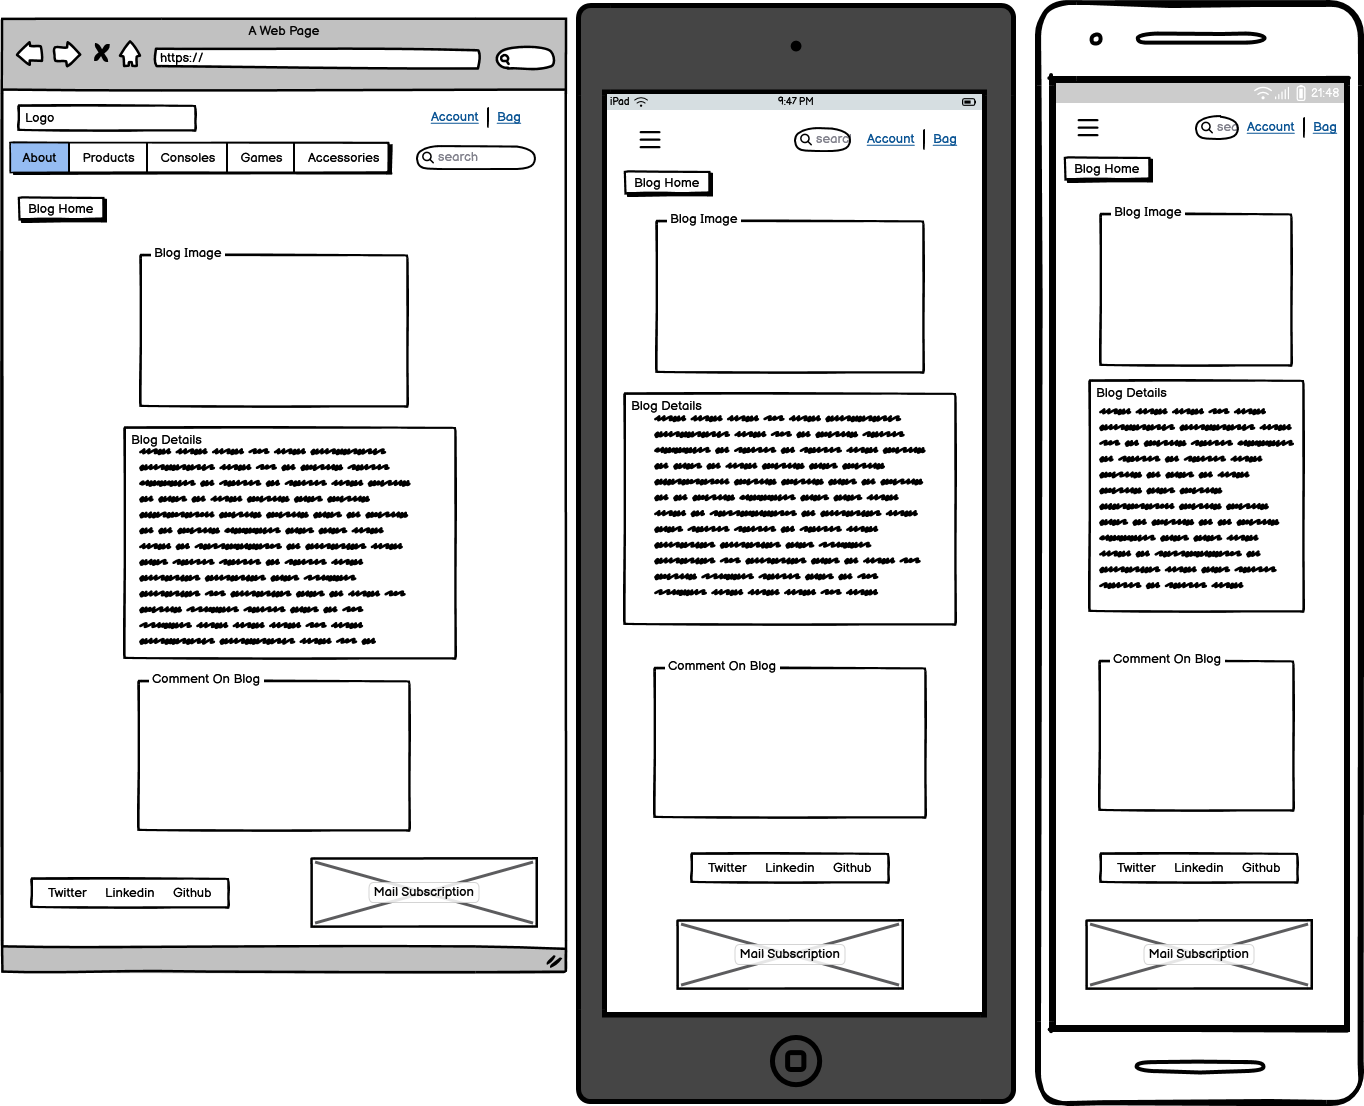 A Web Page
https://
Logo
Account Bag
About Products Consoles Games Accessories
search
Blog Home
Blog Image
Blog Details
Comment On Blog
Twitter Linkedin Github
Mail Subscription
iPad 9:47 PM
searc Account Bag
Blog Home
Blog Image
Blog Details
Comment On Blog
Twitter Linkedin Github
Mail Subscription
21:48
sea Account Bag
Blog Home
Blog Image
Blog Details
Comment On Blog
Twitter Linkedin Github
Mail Subscription